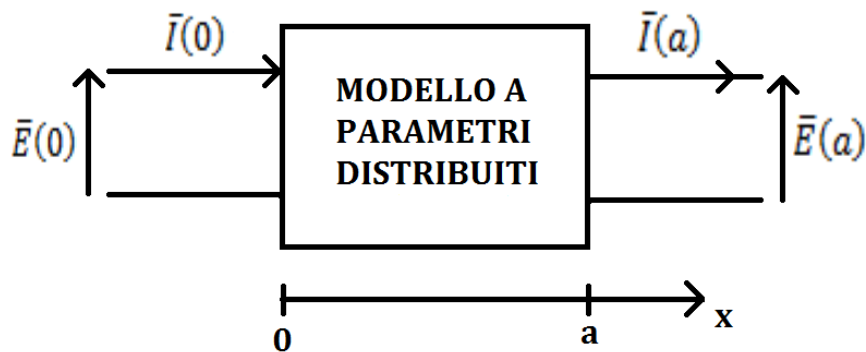 Ī(0)
Ī(a)
Ē(0)
MODELLO A
PARAMETRI
DISTRIBUITI
Ē(a)
0
a
x